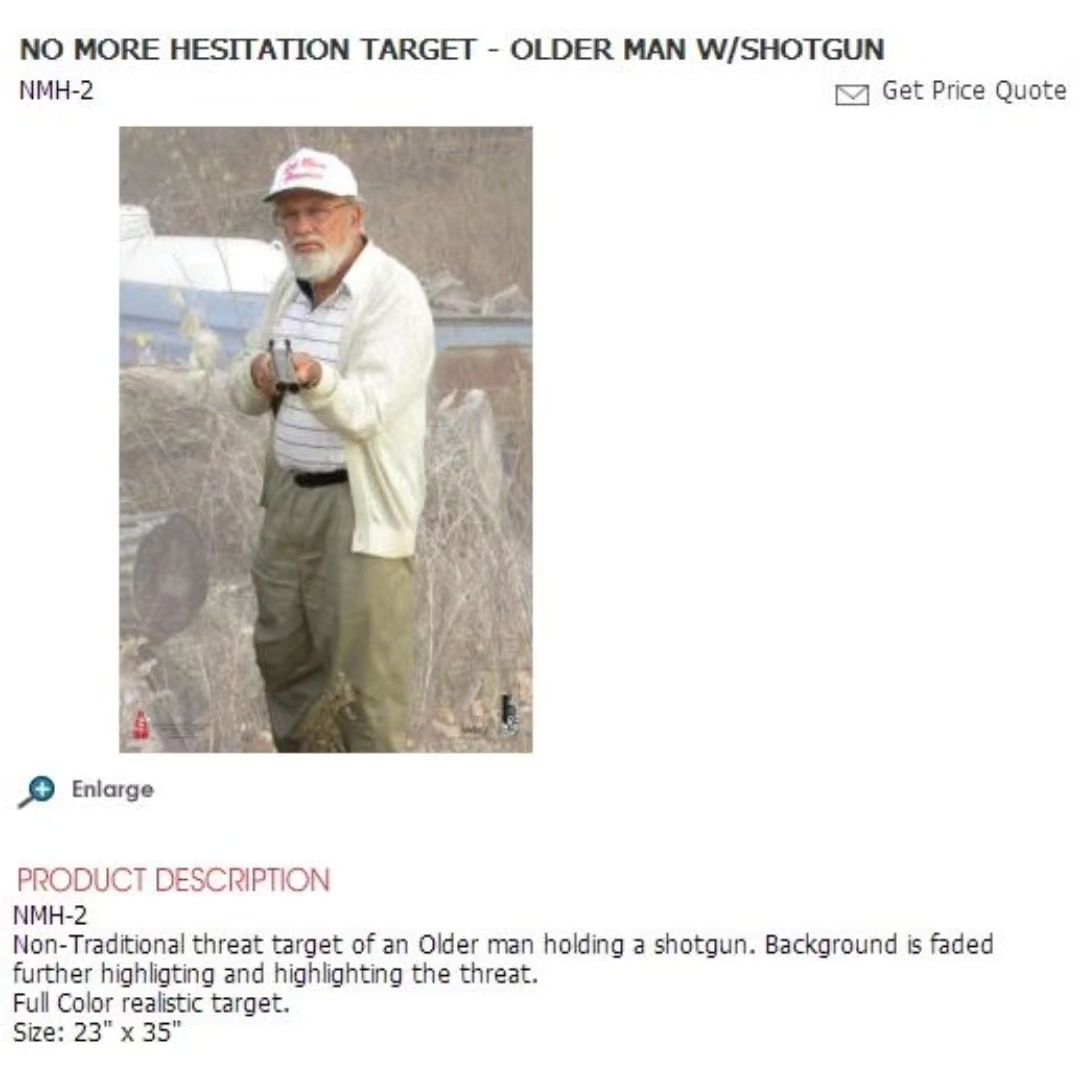 NO MORE HESITATION TARGET - OLDER MAN W/SHOTGUN
NMH-2
Get Price Quote
Enlarge
PRODUCT DESCRIPTION
NMH-2
Non-Traditional threat target of an Older man holding a shotgun. Background is faded
further highligting and highlighting the threat.
Full Color realistic target.
Size: 23" x 35"